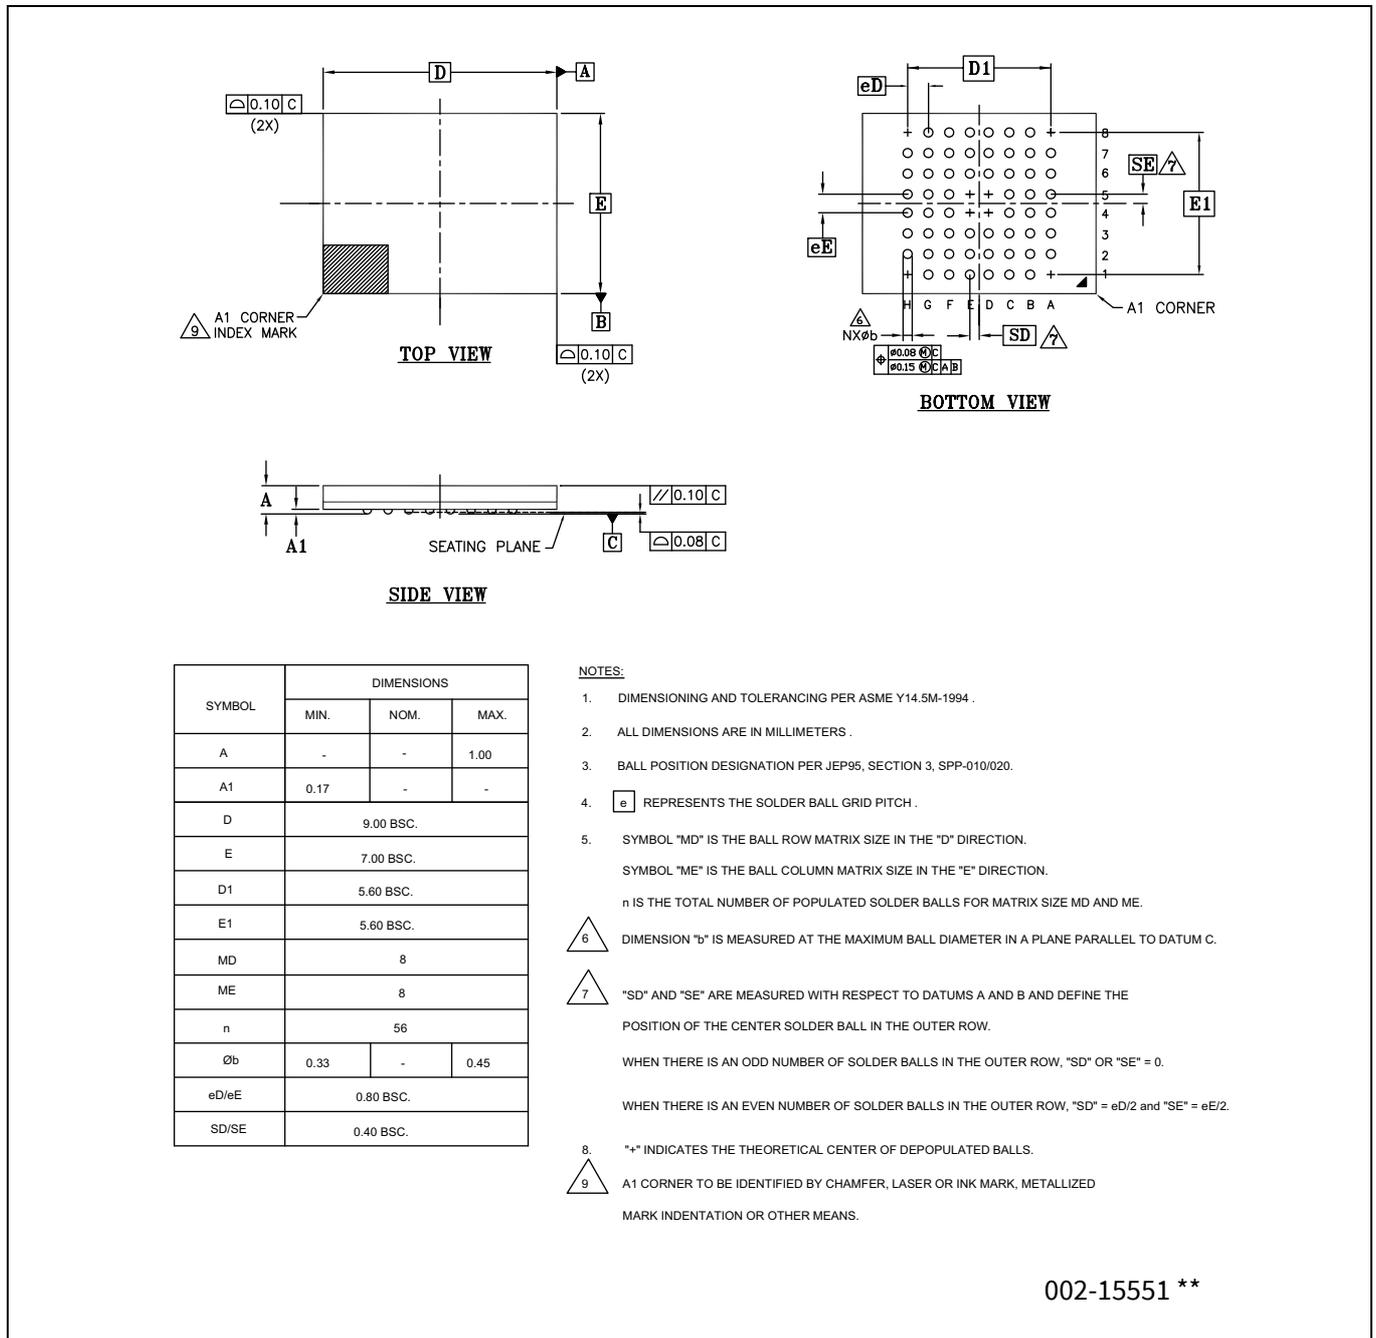 D
A
0.10 C
(2X)
E
B
A1 CORNER
9
INDEX MARK
TOP VIEW
0.10 C
(2X)
D1
eD
8
7
6
5
4
3
2
1
SE 7
E1
eE
H G F E D C B A
A1 CORNER
6
NXØb
SD 7
Ø0.08 M C
Ø0.15 M C A B
BOTTOM VIEW
A
A1
// 0.10 C
SEATING PLANE
C
0.08 C
SIDE VIEW
SYMBOL DIMENSIONS
MIN. NOM. MAX.
A - - 1.00
A1 0.17 - -
D 9.00 BSC.
E 7.00 BSC.
D1 5.60 BSC.
E1 5.60 BSC.
MD 8
ME 8
n 56
Øb 0.33 - 0.45
eD/eE 0.80 BSC.
SD/SE 0.40 BSC.
NOTES:
1. DIMENSIONING AND TOLERANCING PER ASME Y14.5M-1994 .
2. ALL DIMENSIONS ARE IN MILLIMETERS .
3. BALL POSITION DESIGNATION PER JEP95, SECTION 3, SPP-010/020.
4. e REPRESENTS THE SOLDER BALL GRID PITCH .
5. SYMBOL "MD" IS THE BALL ROW MATRIX SIZE IN THE "D" DIRECTION.
SYMBOL "ME" IS THE BALL COLUMN MATRIX SIZE IN THE "E" DIRECTION.
n IS THE TOTAL NUMBER OF POPULATED SOLDER BALLS FOR MATRIX SIZE MD AND ME.
6 DIMENSION "b" IS MEASURED AT THE MAXIMUM BALL DIAMETER IN A PLANE PARALLEL TO DATUM C.
7 "SD" AND "SE" ARE MEASURED WITH RESPECT TO DATUMS A AND B AND DEFINE THE
POSITION OF THE CENTER SOLDER BALL IN THE OUTER ROW.
WHEN THERE IS AN ODD NUMBER OF SOLDER BALLS IN THE OUTER ROW, "SD" OR "SE" = 0.
WHEN THERE IS AN EVEN NUMBER OF SOLDER BALLS IN THE OUTER ROW, "SD" = eD/2 and "SE" = eE/2.
8. "+" INDICATES THE THEORETICAL CENTER OF DEPOPULATED BALLS.
9 A1 CORNER TO BE IDENTIFIED BY CHAMFER, LASER OR INK MARK, METALLIZED
MARK INDENTATION OR OTHER MEANS.
002-15551 **